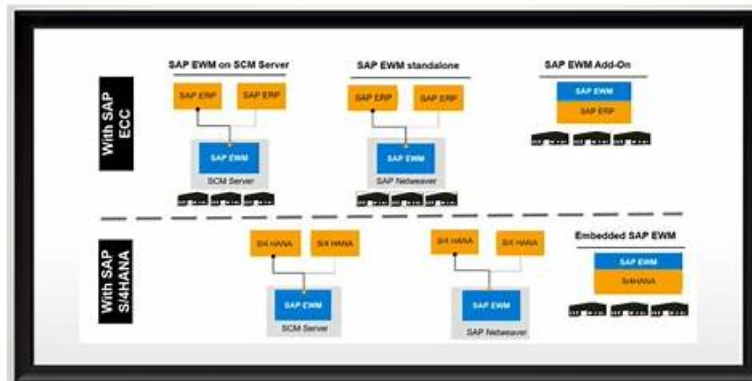 SAP EWM on SCM Server
SAP EWM standalone
SAP EWM Add-On
With SAP
ECC
SAP ERP
SAP ERP
SAP ERP
SAP ERP
SAP EWM
SAP ERP
SAP EWM
SCM Server
SAP EWM
SAP Netweaver
With SAP
S/4HANA
S/4 HANA
S/4 HANA
S/4 HANA
S/4 HANA
Embedded SAP EWM
SAP EWM
S/4HANA
SAP EWM
SCM Server
SAP EWM
SAP Netweaver